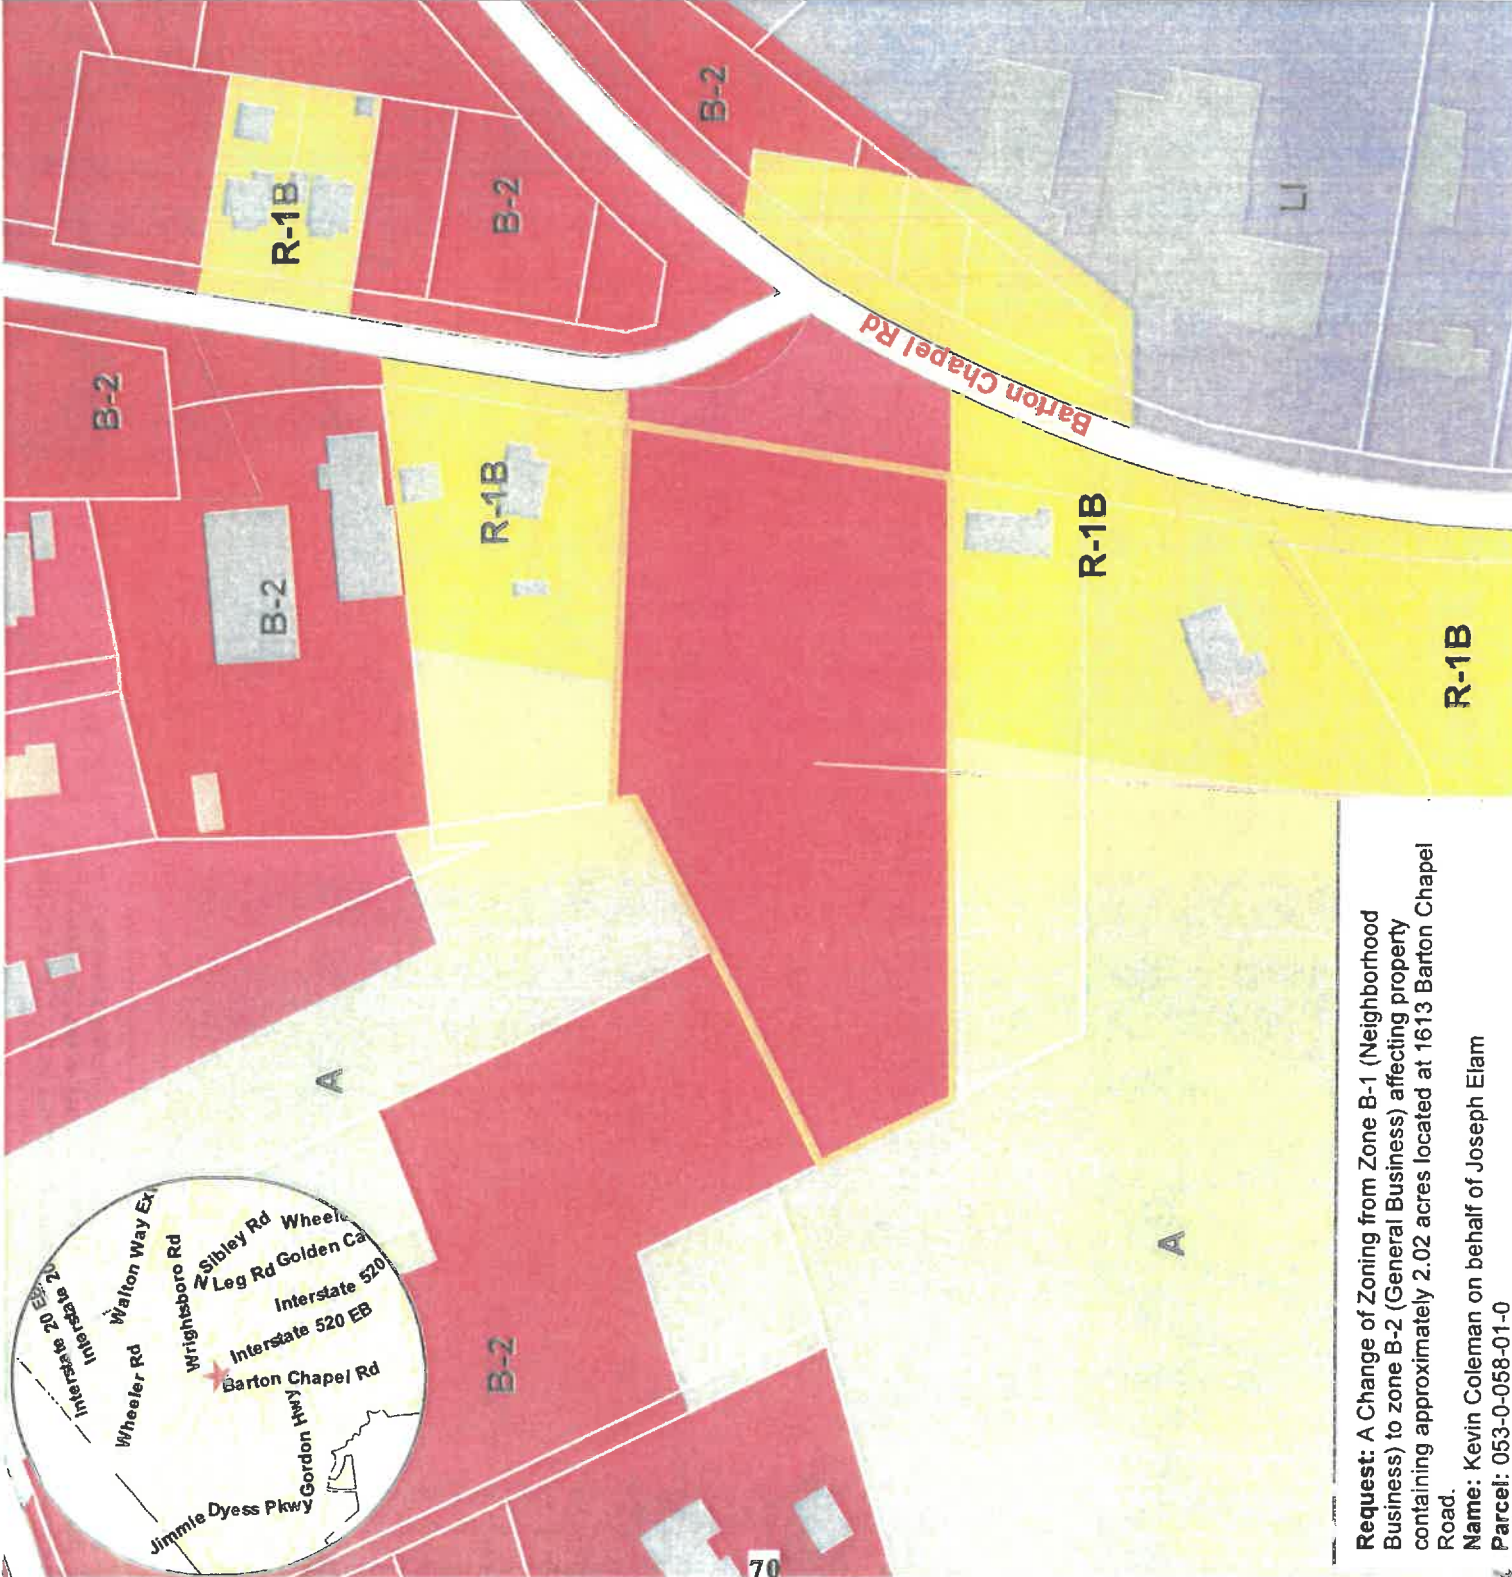 B-2
B-2
LI
R-1B
B-2
Barton Chapel Rd
B-2
R-1B
R-1B
B-2
R-1B
A
A
B-2
Interstate 20 EB
Interstate 20
Walton Way Ex
Wheeler Rd
Wrightsboro Rd
N Leg Rd
Sibley Rd
Wheele
Golden Ca
Interstate 520
Interstate 520 EB
Barton Chapel Rd
Gordon Hwy
Jimmie Dyess Pkwy
Request: A Change of Zoning from Zone B-1 (Neighborhood
Business) to zone B-2 (General Business) affecting property
containing approximately 2.02 acres located at 1613 Barton Chapel
Road.
Name: Kevin Coleman on behalf of Joseph Elam
Parcel: 053-0-058-01-0
70